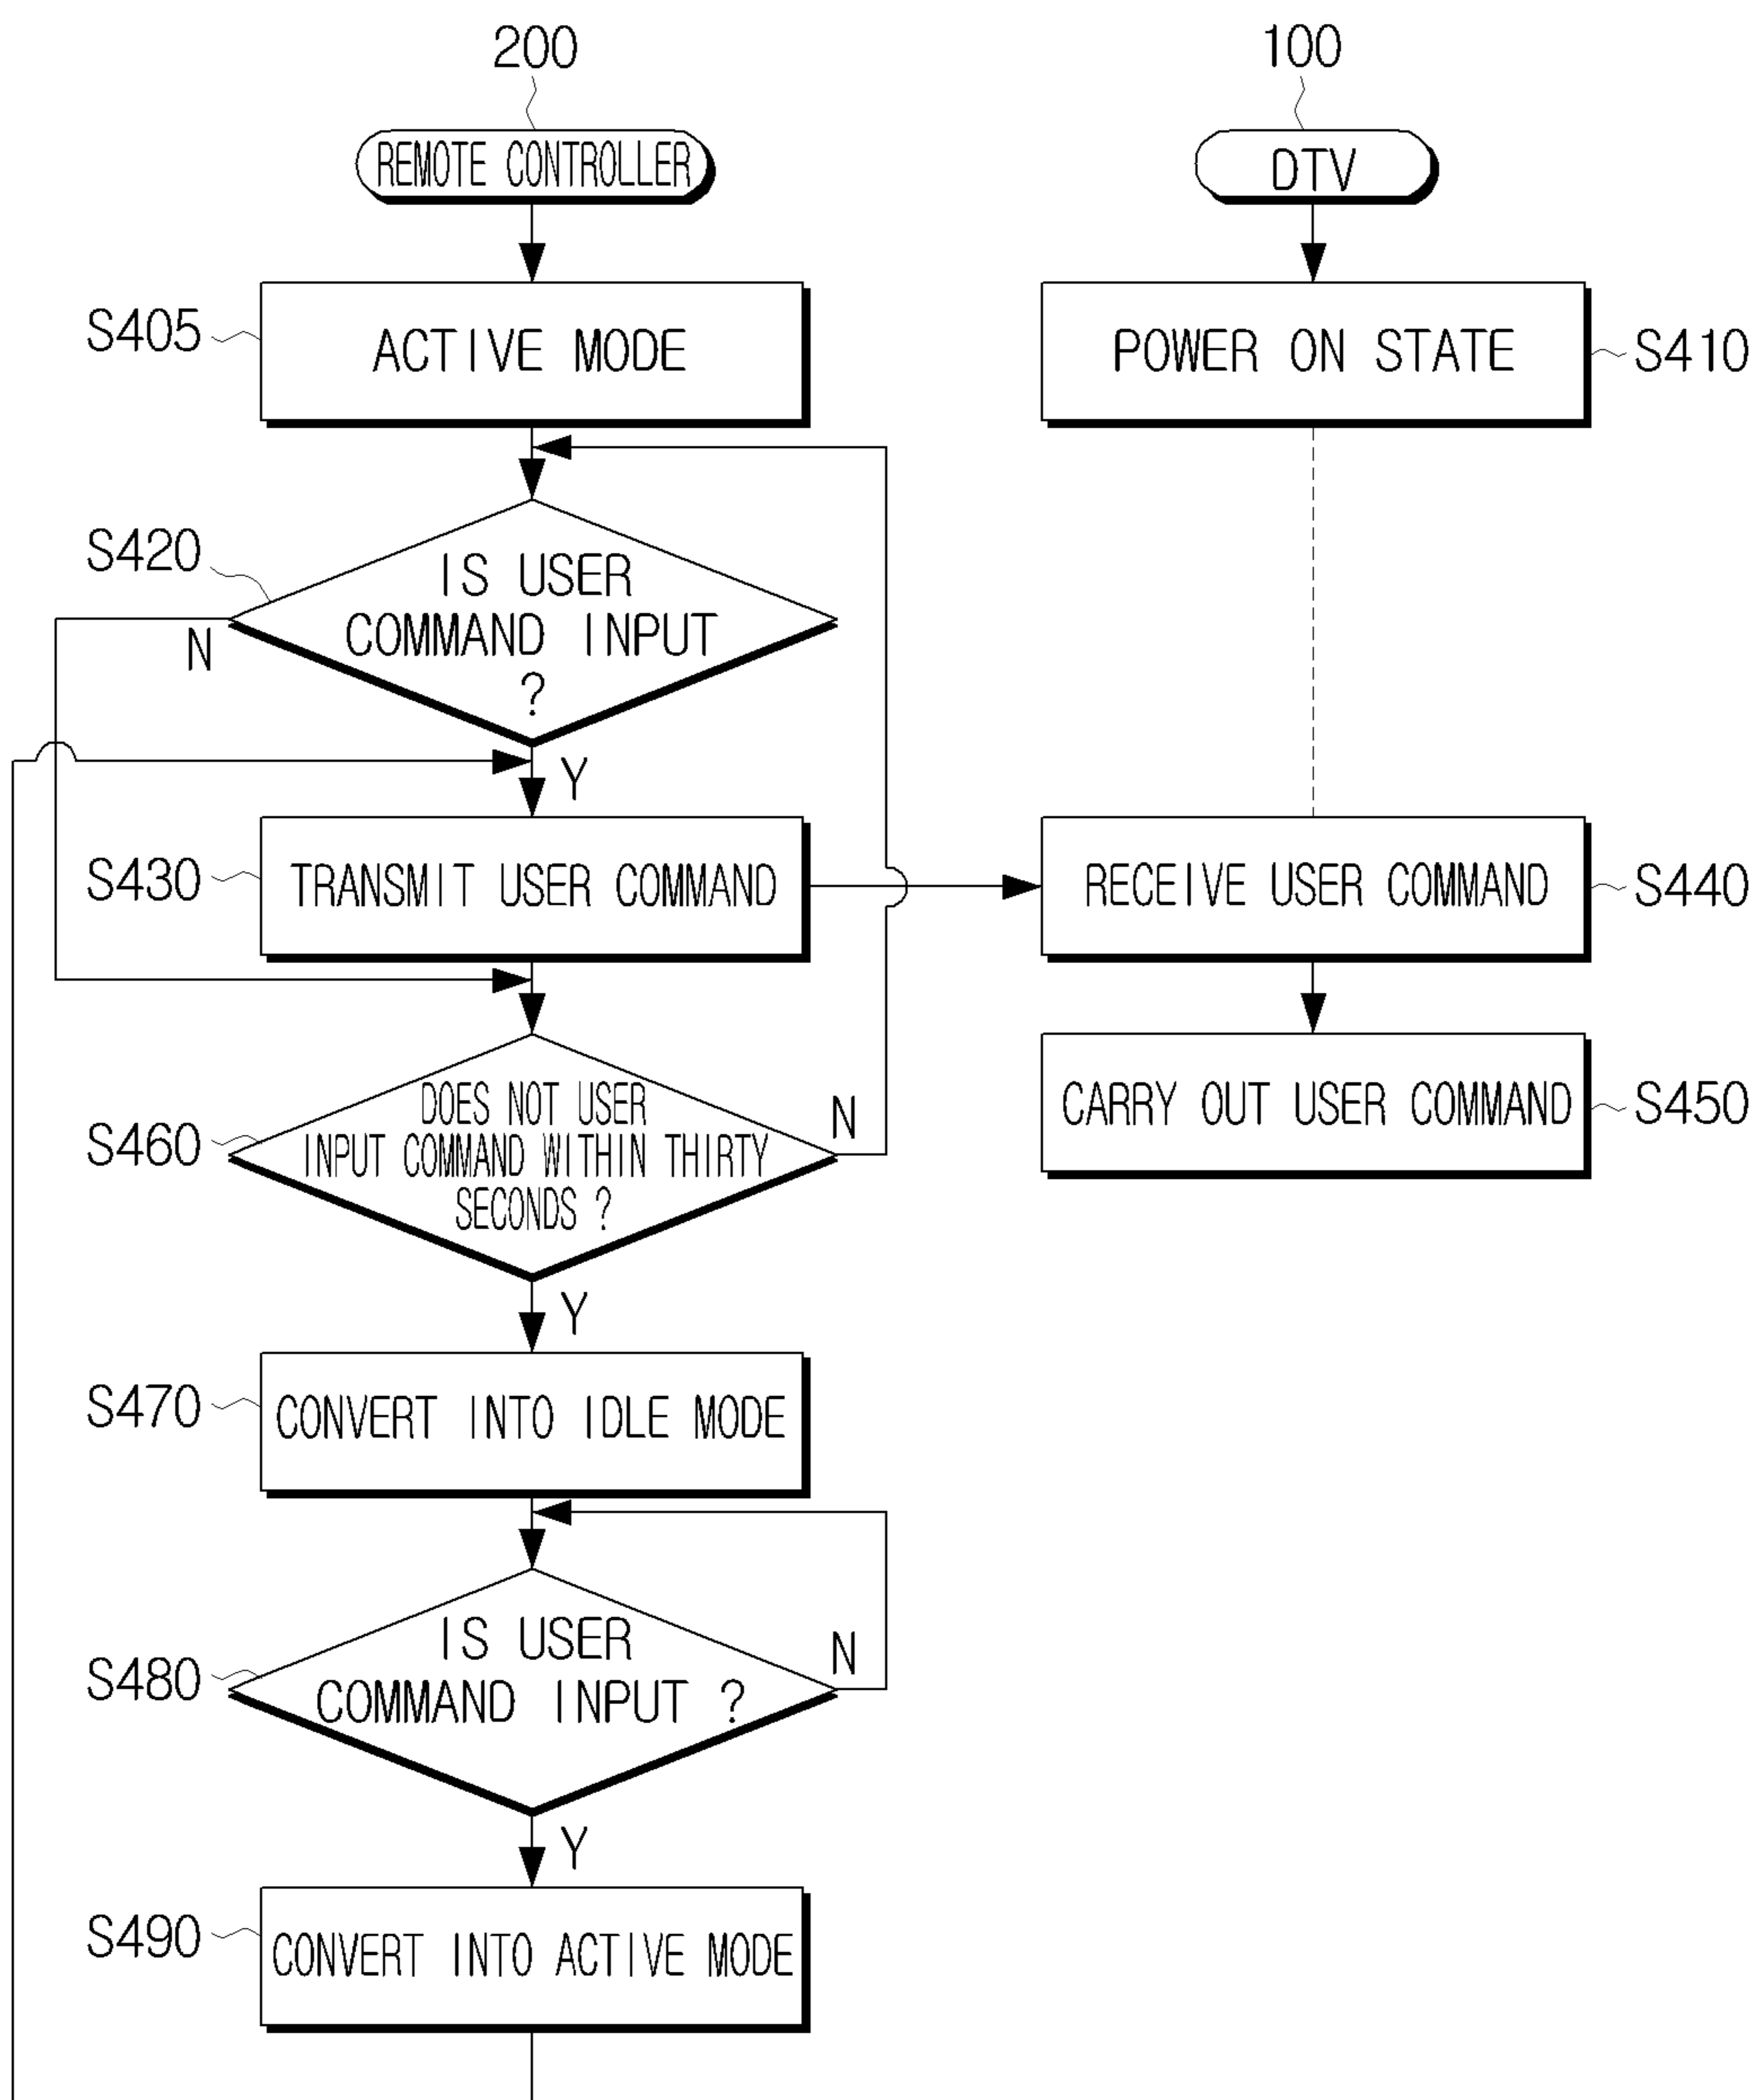 200
100
REMOTE CONTROLLER
DTV
S405
ACTIVE MODE
POWER ON STATE
S410
S420
IS USER
COMMAND INPUT
?
N
Y
S430
TRANSMIT USER COMMAND
RECEIVE USER COMMAND
S440
S460
DOES NOT USER
INPUT COMMAND WITHIN THIRTY
SECONDS ?
N
CARRY OUT USER COMMAND
S450
Y
S470
CONVERT INTO IDLE MODE
S480
IS USER
COMMAND INPUT ?
N
Y
S490
CONVERT INTO ACTIVE MODE